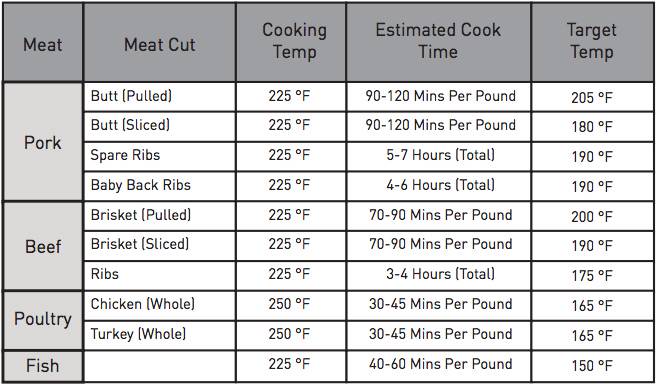 Meat Meat Cut Cooking Temp Estimated Cook Time Target Temp
Pork Butt (Pulled) 225 °F 90-120 Mins Per Pound 205 °F
Butt (Sliced) 225 °F 90-120 Mins Per Pound 180 °F
Spare Ribs 225 °F 5-7 Hours (Total) 190 °F
Baby Back Ribs 225 °F 4-6 Hours (Total) 190 °F
Beef Brisket (Pulled) 225 °F 70-90 Mins Per Pound 200 °F
Brisket (Sliced) 225 °F 70-90 Mins Per Pound 190 °F
Ribs 225 °F 3-4 Hours (Total) 175 °F
Poultry Chicken (Whole) 250 °F 30-45 Mins Per Pound 165 °F
Turkey (Whole) 250 °F 30-45 Mins Per Pound 165 °F
Fish 225 °F 40-60 Mins Per Pound 150 °F